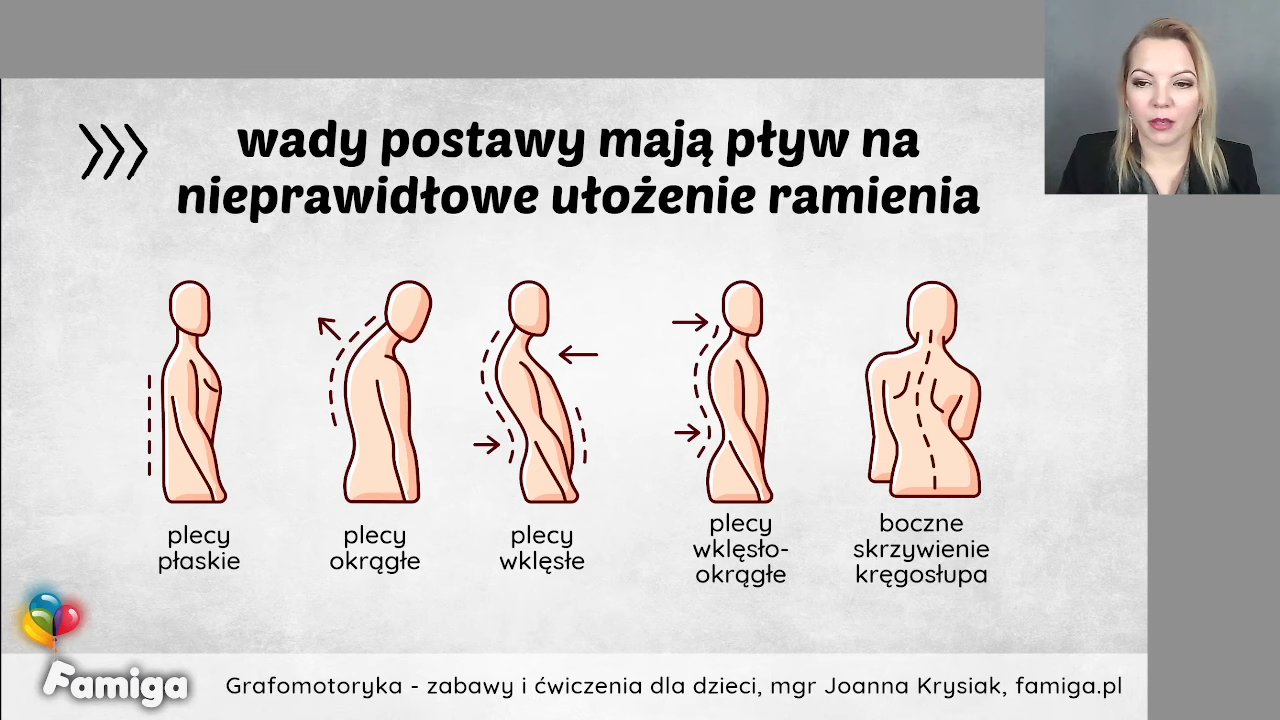 wady postawy mają pływ na
nieprawidłowe ułożenie ramienia
plecy
płaskie
plecy
okrągłe
plecy
wklęsłe
plecy
wklęsło-
okrągłe
boczne
skrzywienie
kręgosłupa
Famiga
Grafomotoryka - zabawy i ćwiczenia dla dzieci, mgr Joanna Krysiak, famiga.pl